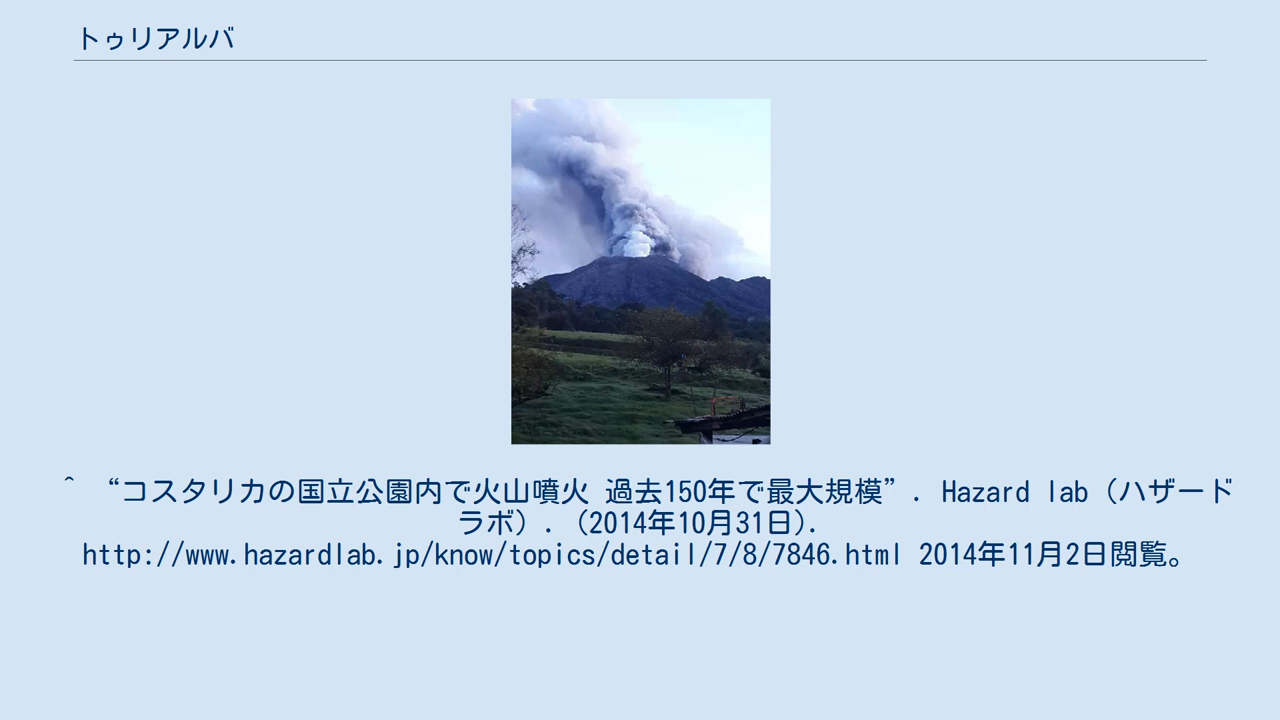 トゥリアルバ
^ “コスタリカの国立公園内で火山噴火 過去150年で最大規模”. Hazard lab（ハザード
ラボ）. (2014年10月31日).
http://www.hazardlab.jp/know/topics/detail/7/8/7846.html 2014年11月2日閲覧。